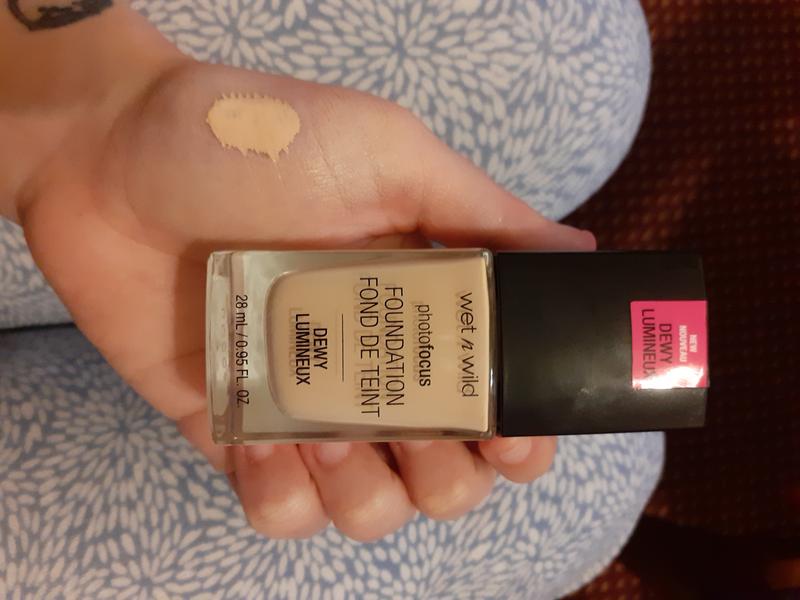 wet n wild
photofocus
FOUNDATION
FOND DE TEINT
DEWY
LUMINEUX
28 mL / 0.95 FL. OZ.
NEW
NOUVEAU
DEWY
LUMINEUX